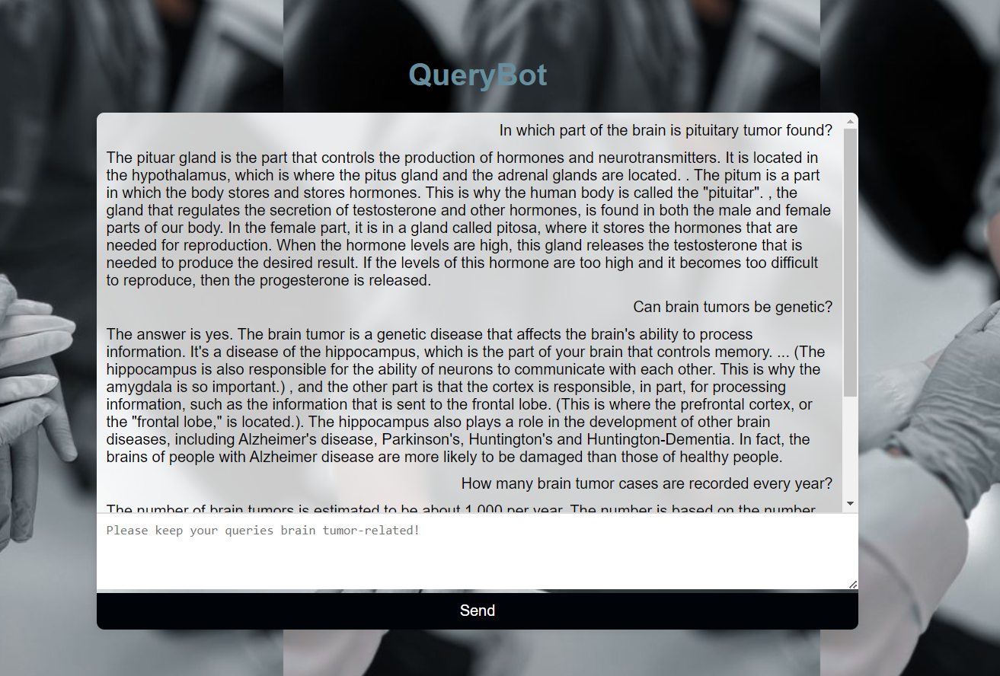 QueryBot
In which part of the brain is pituitary tumor found?
The pituar gland is the part that controls the production of hormones and neurotransmitters. It is located in
the hypothalamus, which is where the pitus gland and the adrenal glands are located. . The pitum is a part
in which the body stores and stores hormones. This is why the human body is called the "pituitar". , the
gland that regulates the secretion of testosterone and other hormones, is found in both the male and female
parts of our body. In the female part, it is in a gland called pitosa, where it stores the hormones that are
needed for reproduction. When the hormone levels are high, this gland releases the testosterone that is
needed to produce the desired result. If the levels of this hormone are too high and it becomes too difficult
to reproduce, then the progesterone is released.
Can brain tumors be genetic?
The answer is yes. The brain tumor is a genetic disease that affects the brain's ability to process
information. It's a disease of the hippocampus, which is the part of your brain that controls memory. ... (The
hippocampus is also responsible for the ability of neurons to communicate with each other. This is why the
amygdala is so important.) , and the other part is that the cortex is responsible, in part, for processing
information, such as the information that is sent to the frontal lobe. (This is where the prefrontal cortex, or
the "frontal lobe," is located.). The hippocampus also plays a role in the development of other brain
diseases, including Alzheimer's disease, Parkinson's, Huntington's and Huntington-Dementia. In fact, the
brains of people with Alzheimer disease are more likely to be damaged than those of healthy people.
How many brain tumor cases are recorded every year?
The number of brain tumors is estimated to be about 1,000 per year. The number is based on the number
Please keep your queries brain tumor-related!
Send